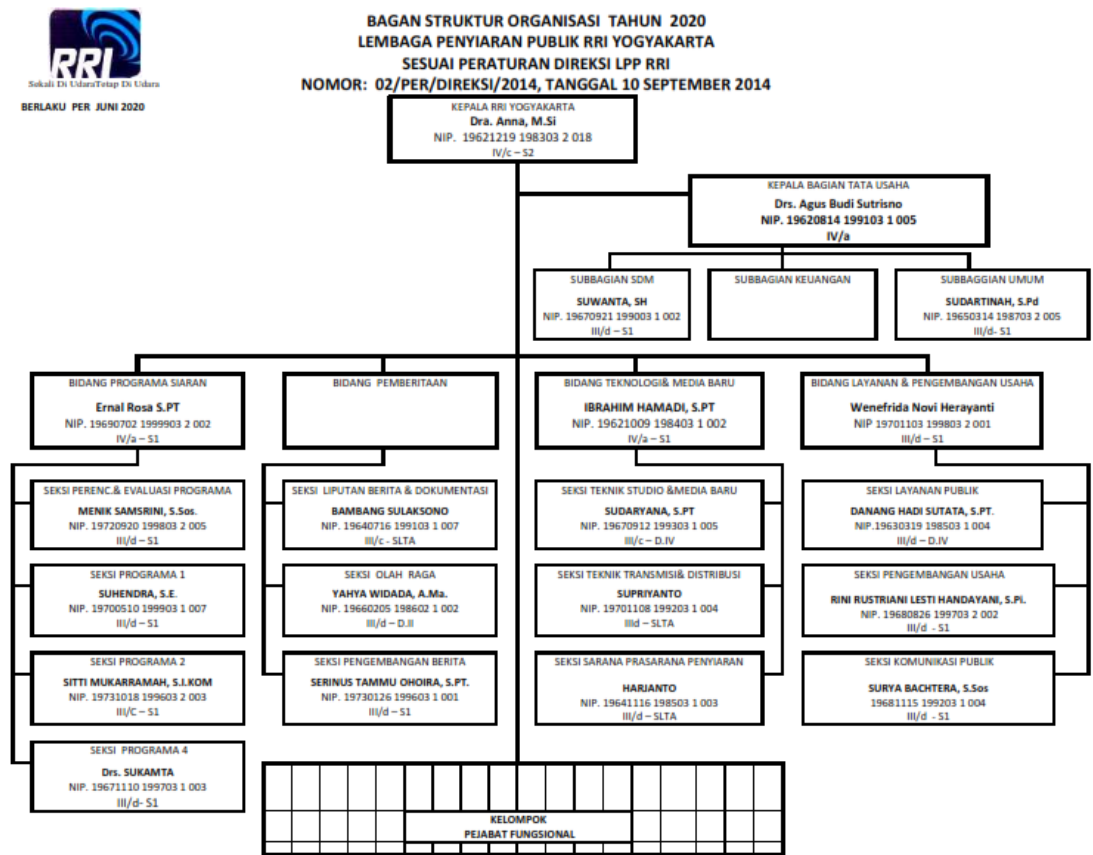 BAGAN STRUKTUR ORGANISASI TAHUN 2020
LEMBAGA PENYIARAN PUBLIK RRI YOGYAKARTA
SESUAI PERATURAN DIREKSI LPP RRI
NOMOR: 02/PER/DIREKSI/2014, TANGGAL 10 SEPTEMBER 2014
RRI
Sekali Di UdaraTetap Di Udara
BERLAKU PER JUNI 2020
KEPALA RRI YOGYAKARTA
Dra. Anna, M.Si
NIP. 19621219 198303 2 018
IV/c – S2
KEPALA BAGIAN TATA USAHA
Drs. Agus Budi Sutrisno
NIP. 19620814 199103 1 005
IV/a
SUBBAGIAN SDM
SUWANTA, SH
NIP. 19670921 199003 1 002
III/d – S1
SUBBAGIAN KEUANGAN
SUBBAGGIAN UMUM
SUDARTINAH, S.Pd
NIP. 19650314 198703 2 005
III/d- S1
BIDANG PROGRAMA SIARAN
Ernal Rosa S.PT
NIP. 19690702 1999903 2 002
IV/a – S1
BIDANG PEMBERITAAN
BIDANG TEKNOLOGI& MEDIA BARU
IBRAHIM HAMADI, S.PT
NIP. 19621009 198403 1 002
IV/a – S1
BIDANG LAYANAN & PENGEMBANGAN USAHA
Wenefrida Novi Herayanti
NIP 19701103 199803 2 001
III/d – S1
SEKSI PERENC.& EVALUASI PROGRAMA
MENIK SAMSRINI, S.Sos.
NIP. 19720920 199803 2 005
III/d – S1
SEKSI LIPUTAN BERITA & DOKUMENTASI
BAMBANG SULAKSONO
NIP. 19640716 199103 1 007
III/c - SLTA
SEKSI TEKNIK STUDIO &MEDIA BARU
SUDARYANA, S.PT
NIP. 19670912 199303 1 005
III/c – D.IV
SEKSI LAYANAN PUBLIK
DANANG HADI SUTATA, S.PT.
NIP.19630319 198503 1 004
III/d – D.IV
SEKSI PROGRAMA 1
SUHENDRA, S.E.
NIP. 19700510 199903 1 007
III/d – S1
SEKSI OLAH RAGA
YAHYA WIDADA, A.Ma.
NIP. 19660205 198602 1 002
III/d – D.II
SEKSI TEKNIK TRANSMISI& DISTRIBUSI
SUPRIYANTO
NIP. 19701108 199203 1 004
IIId – SLTA
SEKSI PENGEMBANGAN USAHA
RINI RUSTRIANI LESTI HANDAYANI, S.Pi.
NIP. 19680826 199703 2 002
III/d - S1
SEKSI PROGRAMA 2
SITTI MUKARRAMAH, S.I.KOM
NIP. 19731018 199603 2 003
III/C – S1
SEKSI PENGEMBANGAN BERITA
SERINUS TAMMU OHOIRA, S.PT.
NIP. 19730126 199603 1 001
III/d – S1
SEKSI SARANA PRASARANA PENYIARAN
HARJANTO
NIP. 19641116 198503 1 003
III/d – SLTA
SEKSI KOMUNIKASI PUBLIK
SURYA BACHTERA, S.Sos
19681115 199203 1 004
III/d - S1
SEKSI PROGRAMA 4
Drs. SUKAMTA
NIP. 19671110 199703 1 003
III/d- S1
KELOMPOK
PEJABAT FUNGSIONAL